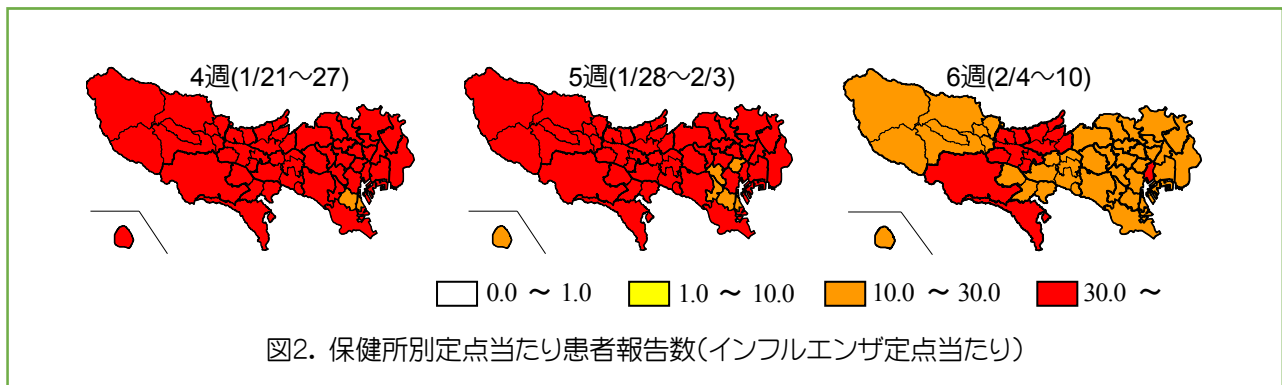 4週(1/21～27) 5週(1/28～2/3) 6週(2/4～10)
0.0 ～ 1.0 1.0 ～ 10.0 10.0 ～ 30.0 30.0 ～
図2. 保健所別定点当たり患者報告数(インフルエンザ定点当たり)